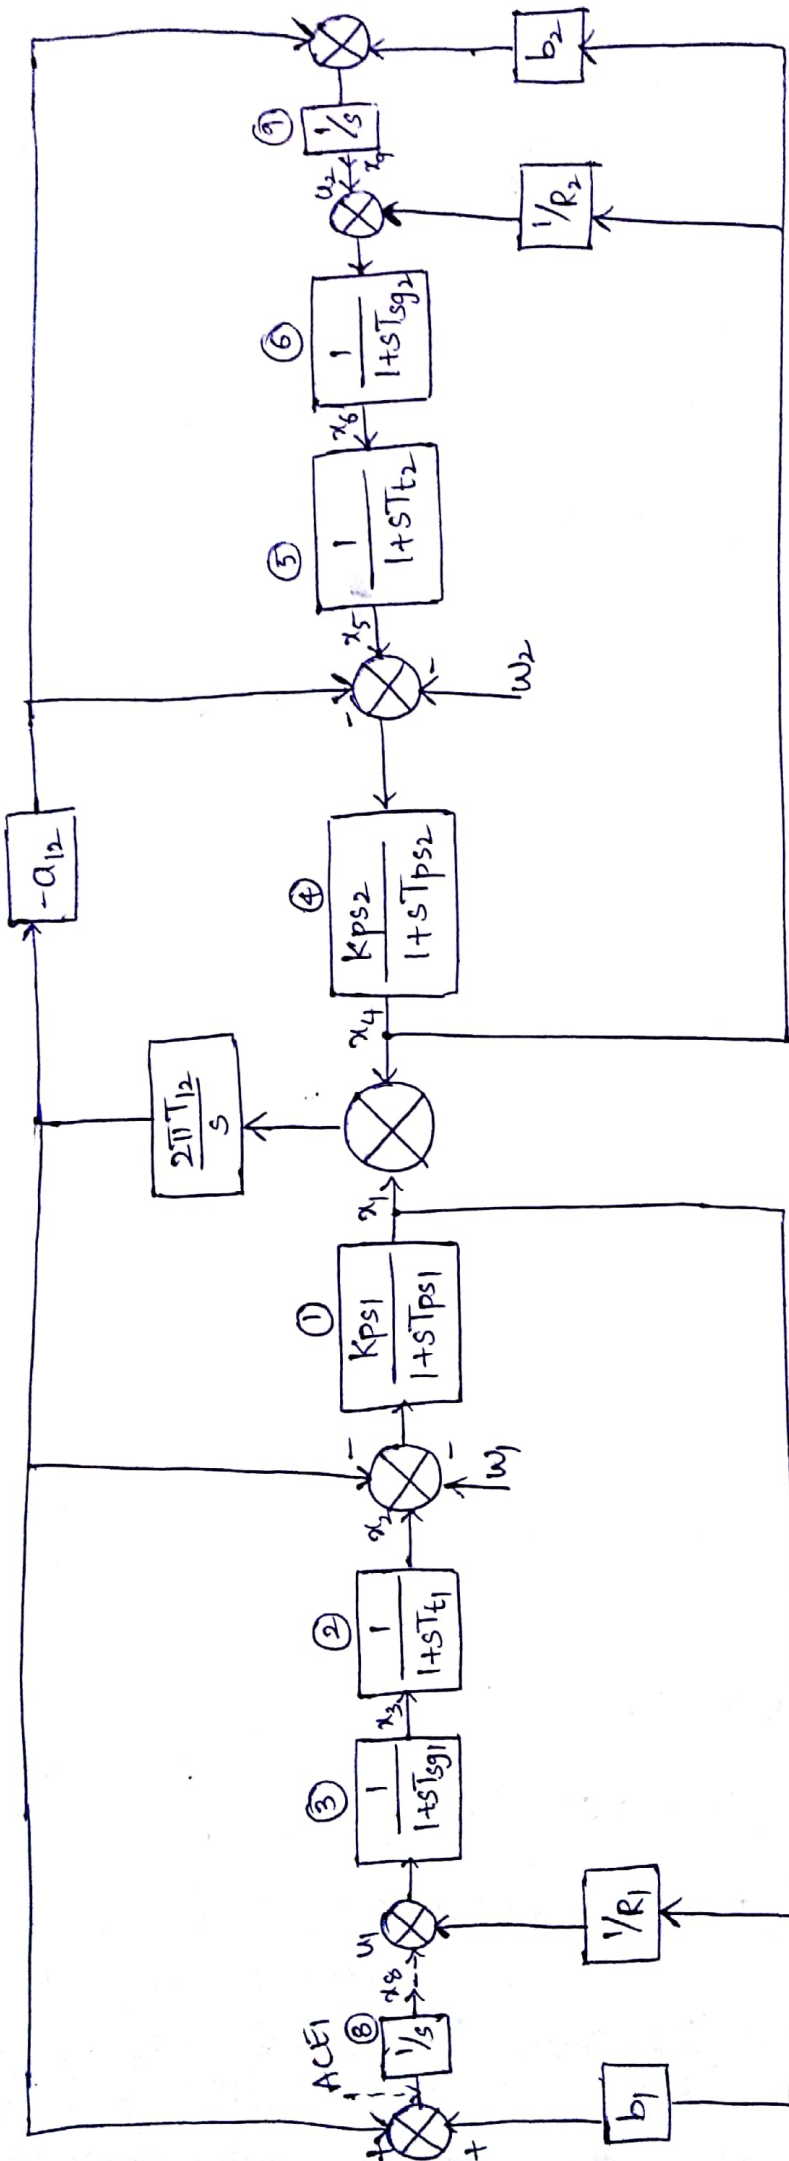 -a₁₂
2πT₁₂
s
ACE1
+
+
⑧
1/s
x₈
u₁
③
1
1+sTsg1
x₃
②
1
1+sTt1
x₂
-
-
w₁
①
Kps1
1+sTps1
x₁
x₄
④
Kps2
1+sTps2
-
-
w₂
x₅
⑤
1
1+sTt2
x₆
⑥
1
1+sTsg2
u₂
x₉
⑨
1/s
b₁
1/R₁
1/R₂
b₂